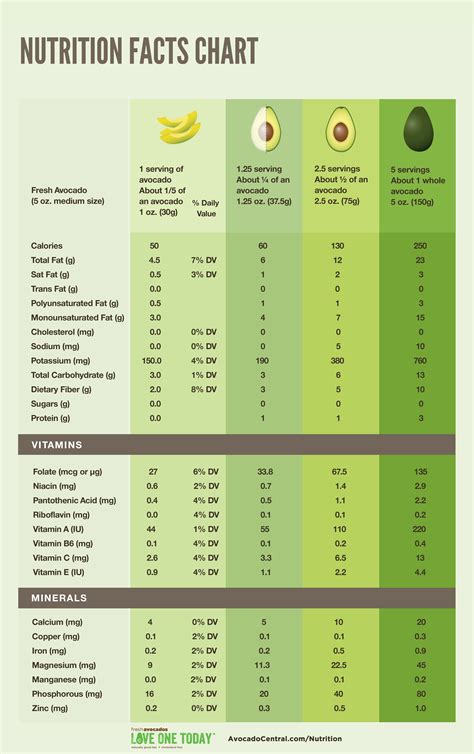 NUTRITION FACTS CHART
Fresh Avocado
(5 oz. medium size)
1 serving of
avocado
About 1/5 of
an avocado
1 oz. (30g)
% Daily
Value
1.25 serving
About ¼ of an
avocado
1.25 oz. (37.5g)
2.5 servings
About ½ of an
avocado
2.5 oz. (75g)
5 servings
About 1 whole
avocado
5 oz. (150g)
Calories 50 60 130 250
Total Fat (g) 4.5 7% DV 6 12 23
Sat Fat (g) 0.5 3% DV 1 2 3
Trans Fat (g) 0.0 0 0 0
Polyunsaturated Fat (g) 0.5 1 1 3
Monounsaturated Fat (g) 3.0 4 7 15
Cholesterol (mg) 0.0 0% DV 0 0 0
Sodium (mg) 0.0 0% DV 0 5 10
Potassium (mg) 150.0 4% DV 190 380 760
Total Carbohydrate (g) 3.0 1% DV 3 6 13
Dietary Fiber (g) 2.0 8% DV 3 5 10
Sugars (g) 0.0 0 0 0
Protein (g) 0.0 1 1 3
VITAMINS
Folate (mcg or µg) 27 6% DV 33.8 67.5 135
Niacin (mg) 0.6 2% DV 0.7 1.4 2.9
Pantothenic Acid (mg) 0.4 4% DV 0.5 1.1 2.2
Riboflavin (mg) 0.0 4% DV 0.1 0.1 0.2
Vitamin A (IU) 44 1% DV 55 110 220
Vitamin B6 (mg) 0.1 4% DV 0.1 0.2 0.4
Vitamin C (mg) 2.6 4% DV 3.3 6.5 13
Vitamin E (IU) 0.9 4% DV 1.1 2.2 4.4
MINERALS
Calcium (mg) 4 0% DV 5 10 20
Copper (mg) 0.1 2% DV 0.1 0.1 0.3
Iron (mg) 0.2 2% DV 0.2 0.5 1
Magnesium (mg) 9 2% DV 11.3 22.5 45
Manganese (mg) 0.0 2% DV 0.1 0.1 0.2
Phosphorous (mg) 16 2% DV 20 40 80
Zinc (mg) 0.2 0% DV 0.2 0.5 1
fresh avocados
LOVE ONE TODAY
AvocadoCentral.com/Nutrition